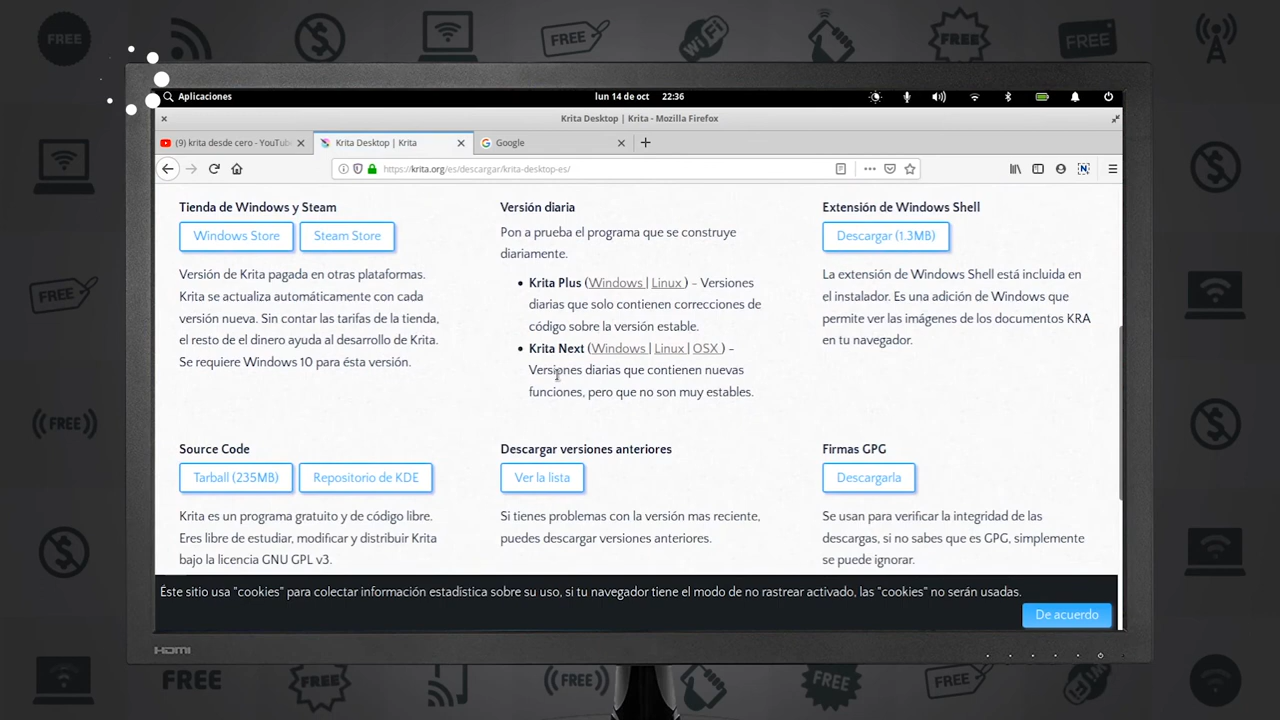 FREE
FREE
Wi Fi
FREE
FREE
Aplicaciones
lun 14 de oct 22:36
Krita Desktop | Krita - Mozilla Firefox
(9) krita desde cero - YouTub
Krita Desktop | Krita
Google
https://krita.org/es/descargar/krita-desktop-es/
Tienda de Windows y Steam
Windows Store
Steam Store
Versión de Krita pagada en otras plataformas.
Krita se actualiza automáticamente con cada
versión nueva. Sin contar las tarifas de la tienda,
el resto de el dinero ayuda al desarrollo de Krita.
Se requiere Windows 10 para ésta versión.
Versión diaria
Pon a prueba el programa que se construye
diariamente.
• Krita Plus (Windows | Linux ) - Versiones
diarias que solo contienen correcciones de
código sobre la versión estable.
• Krita Next (Windows | Linux | OSX ) -
Versiones diarias que contienen nuevas
funciones, pero que no son muy estables.
Extensión de Windows Shell
Descargar (1.3MB)
La extensión de Windows Shell está incluida en
el instalador. Es una adición de Windows que
permite ver las imágenes de los documentos KRA
en tu navegador.
Source Code
Tarball (235MB)
Repositorio de KDE
Krita es un programa gratuito y de código libre.
Eres libre de estudiar, modificar y distribuir Krita
bajo la licencia GNU GPL v3.
Descargar versiones anteriores
Ver la lista
Si tienes problemas con la versión mas reciente,
puedes descargar versiones anteriores.
Firmas GPG
Descargarla
Se usan para verificar la integridad de las
descargas, si no sabes que es GPG, simplemente
se puede ignorar.
Éste sitio usa "cookies" para colectar información estadística sobre su uso, si tu navegador tiene el modo de no rastrear activado, las "cookies" no serán usadas.
De acuerdo
HDMI
FREE
(FREE)
FREE
FREE
(FREE)
FREE
FREE